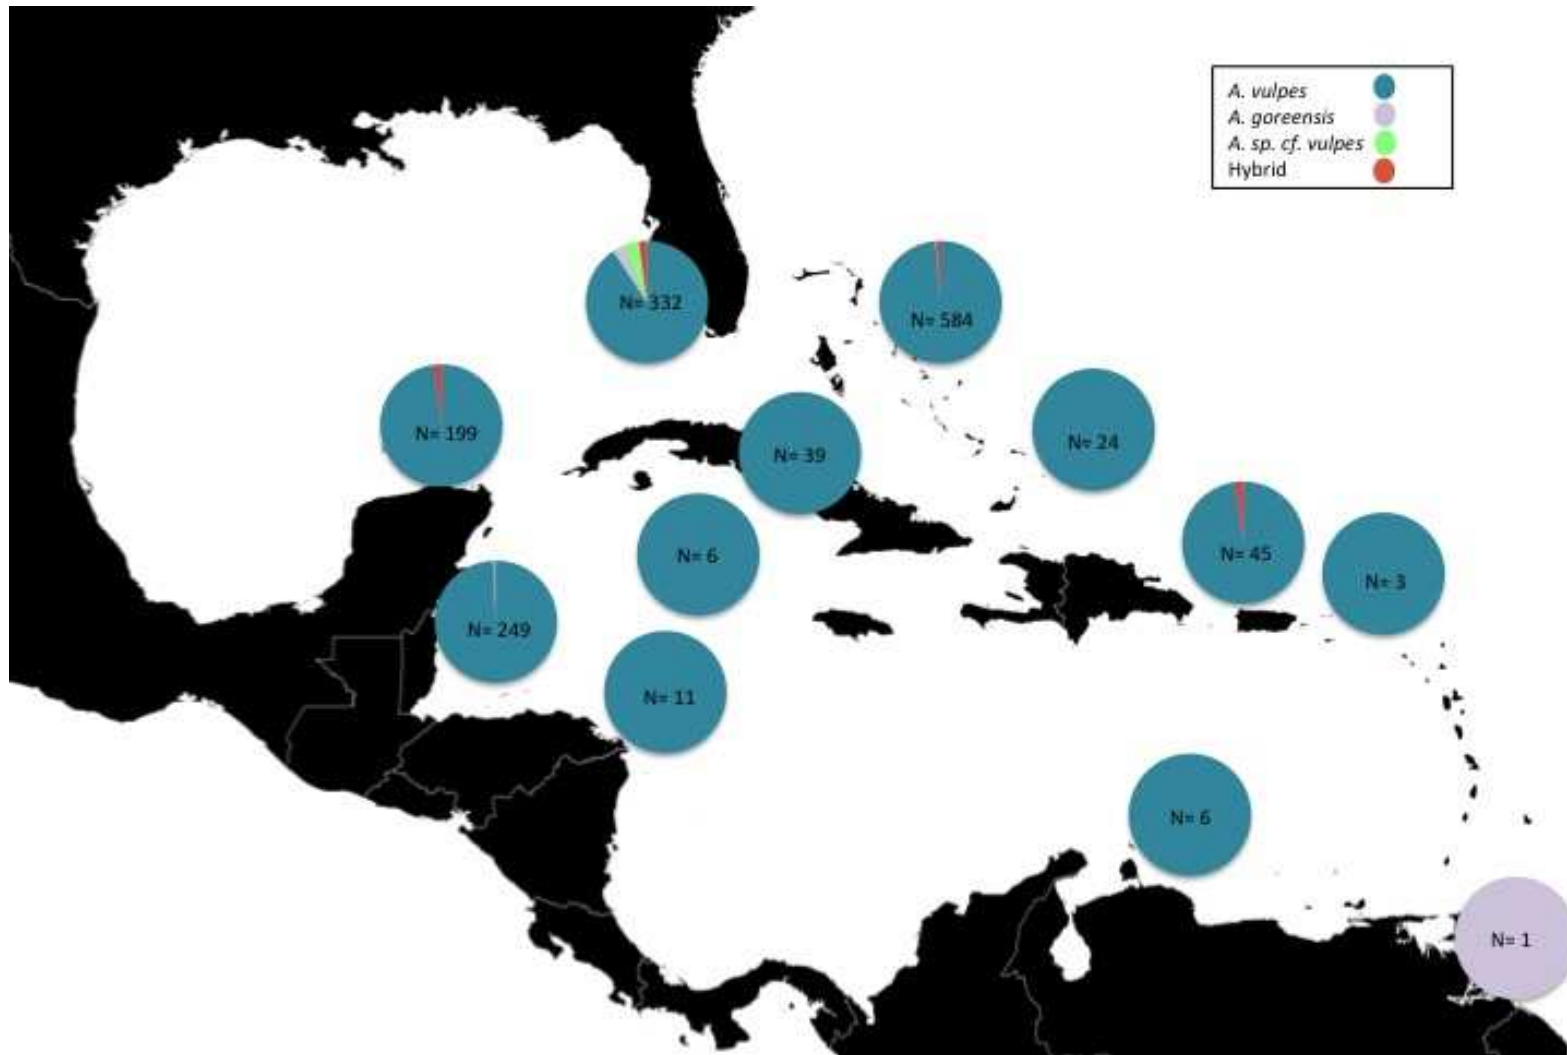 A. vulpes
A. goreensis
A. sp. cf. vulpes
Hybrid
N= 332
N= 584
N= 199
N= 39
N= 24
N= 6
N= 45
N= 3
N= 249
N= 11
N= 6
N= 1